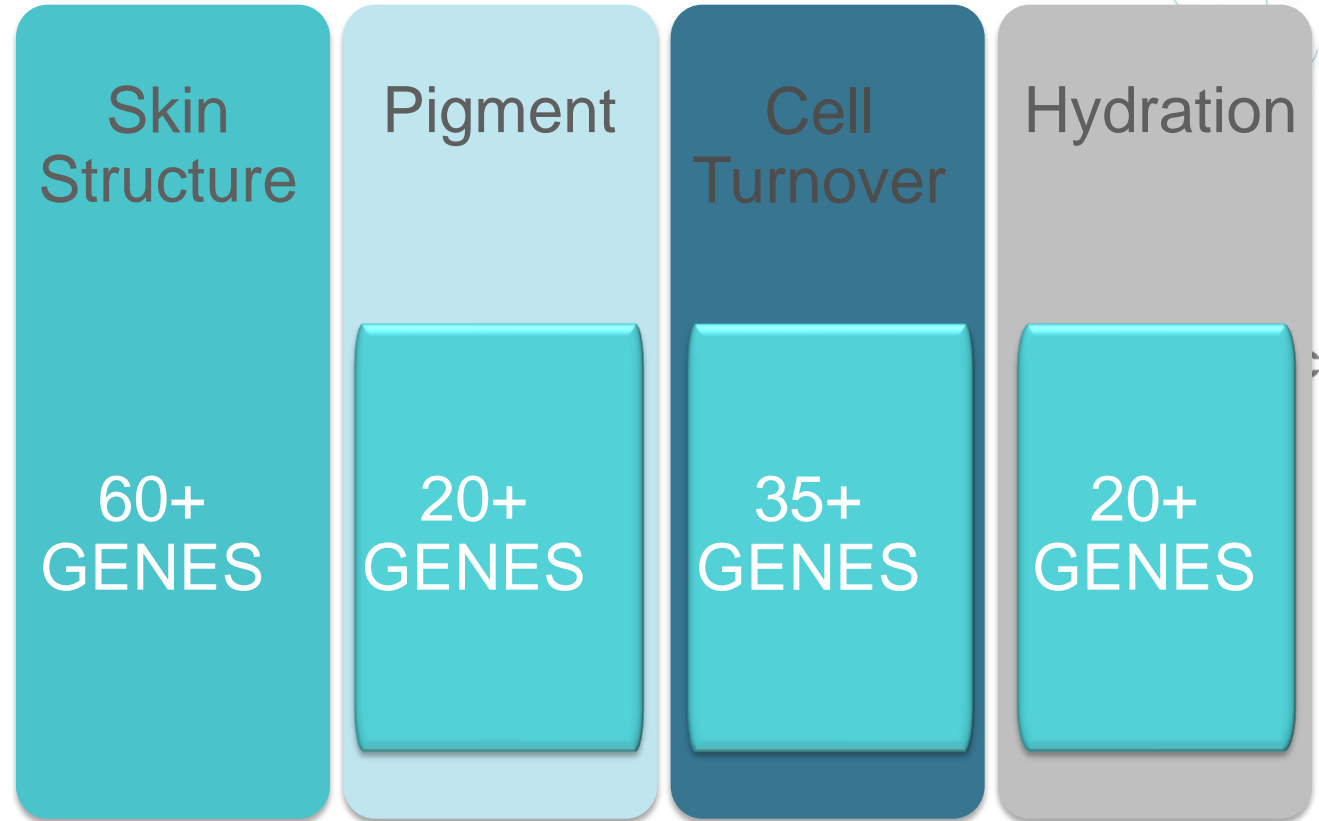 Skin
Structure
60+
GENES
Pigment
20+
GENES
Cell
Turnover
35+
GENES
Hydration
20+
GENES